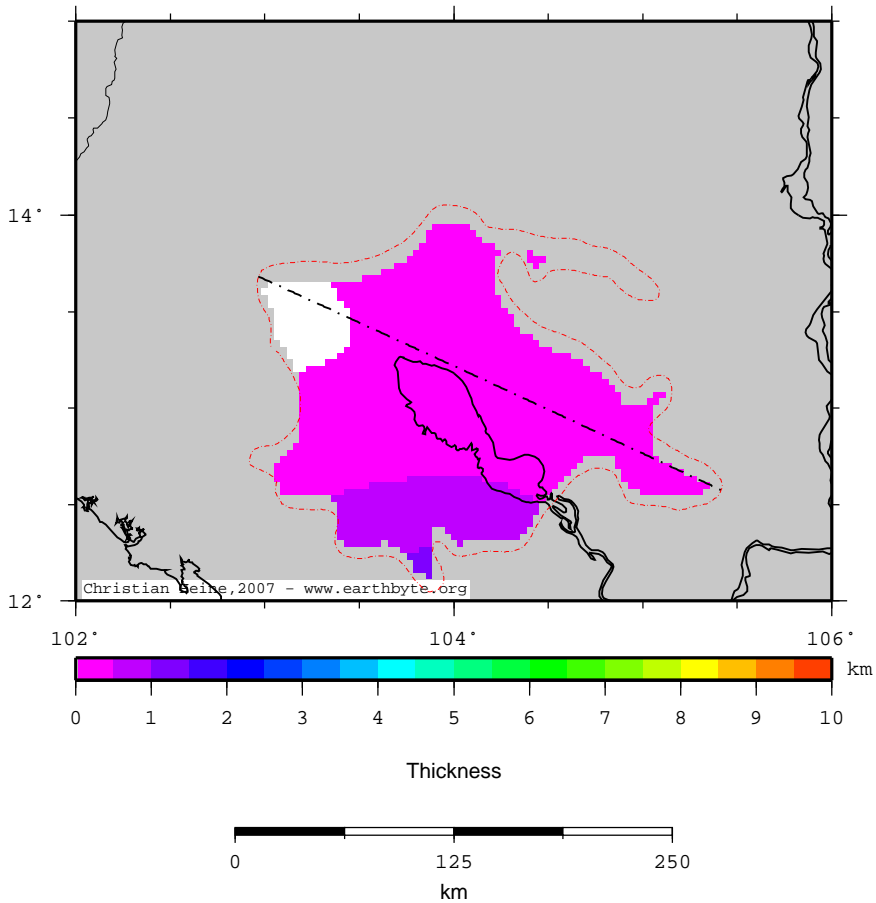 14°
Christian Heine,2007 - www.earthbyte.org
12°
102° 104° 106°
km
0 1 2 3 4 5 6 7 8 9 10
Thickness
0 125 250
km